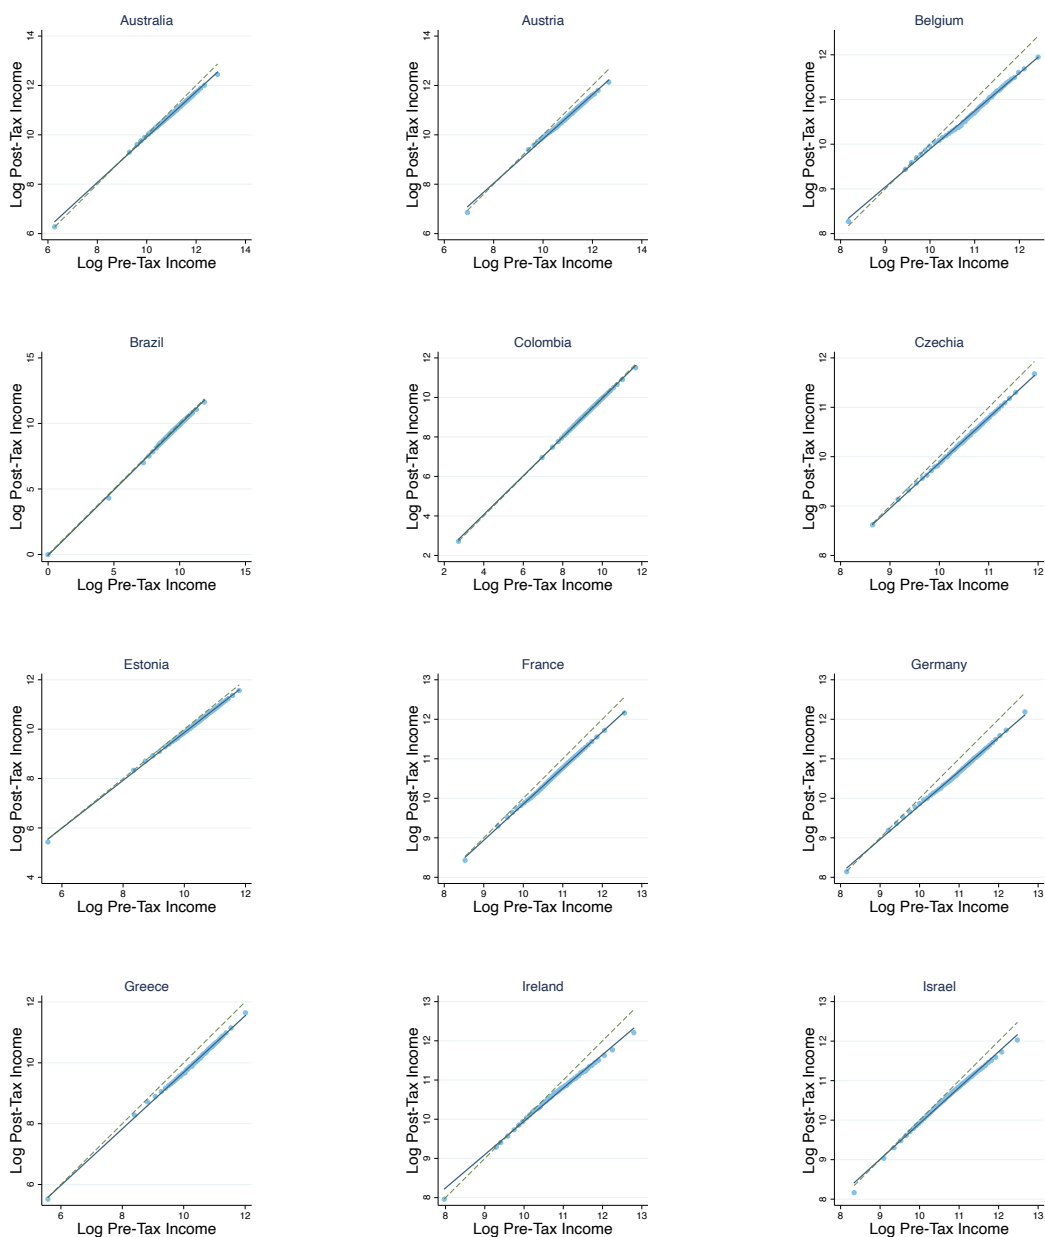 Australia
Log Post-Tax Income
14
12
10
8
6
6 8 10 12 14
Log Pre-Tax Income
Austria
Log Post-Tax Income
14
12
10
8
6
6 8 10 12 14
Log Pre-Tax Income
Belgium
Log Post-Tax Income
12
11
10
9
8
8 9 10 11 12
Log Pre-Tax Income
Brazil
Log Post-Tax Income
15
10
5
0
0 5 10 15
Log Pre-Tax Income
Colombia
Log Post-Tax Income
12
10
8
6
4
2
2 4 6 8 10 12
Log Pre-Tax Income
Czechia
Log Post-Tax Income
12
11
10
9
8
8 9 10 11 12
Log Pre-Tax Income
Estonia
Log Post-Tax Income
12
10
8
6
4
6 8 10 12
Log Pre-Tax Income
France
Log Post-Tax Income
13
12
11
10
9
8
8 9 10 11 12 13
Log Pre-Tax Income
Germany
Log Post-Tax Income
13
12
11
10
9
8
8 9 10 11 12 13
Log Pre-Tax Income
Greece
Log Post-Tax Income
12
10
8
6
6 8 10 12
Log Pre-Tax Income
Ireland
Log Post-Tax Income
13
12
11
10
9
8
8 9 10 11 12 13
Log Pre-Tax Income
Israel
Log Post-Tax Income
13
12
11
10
9
8
8 9 10 11 12 13
Log Pre-Tax Income